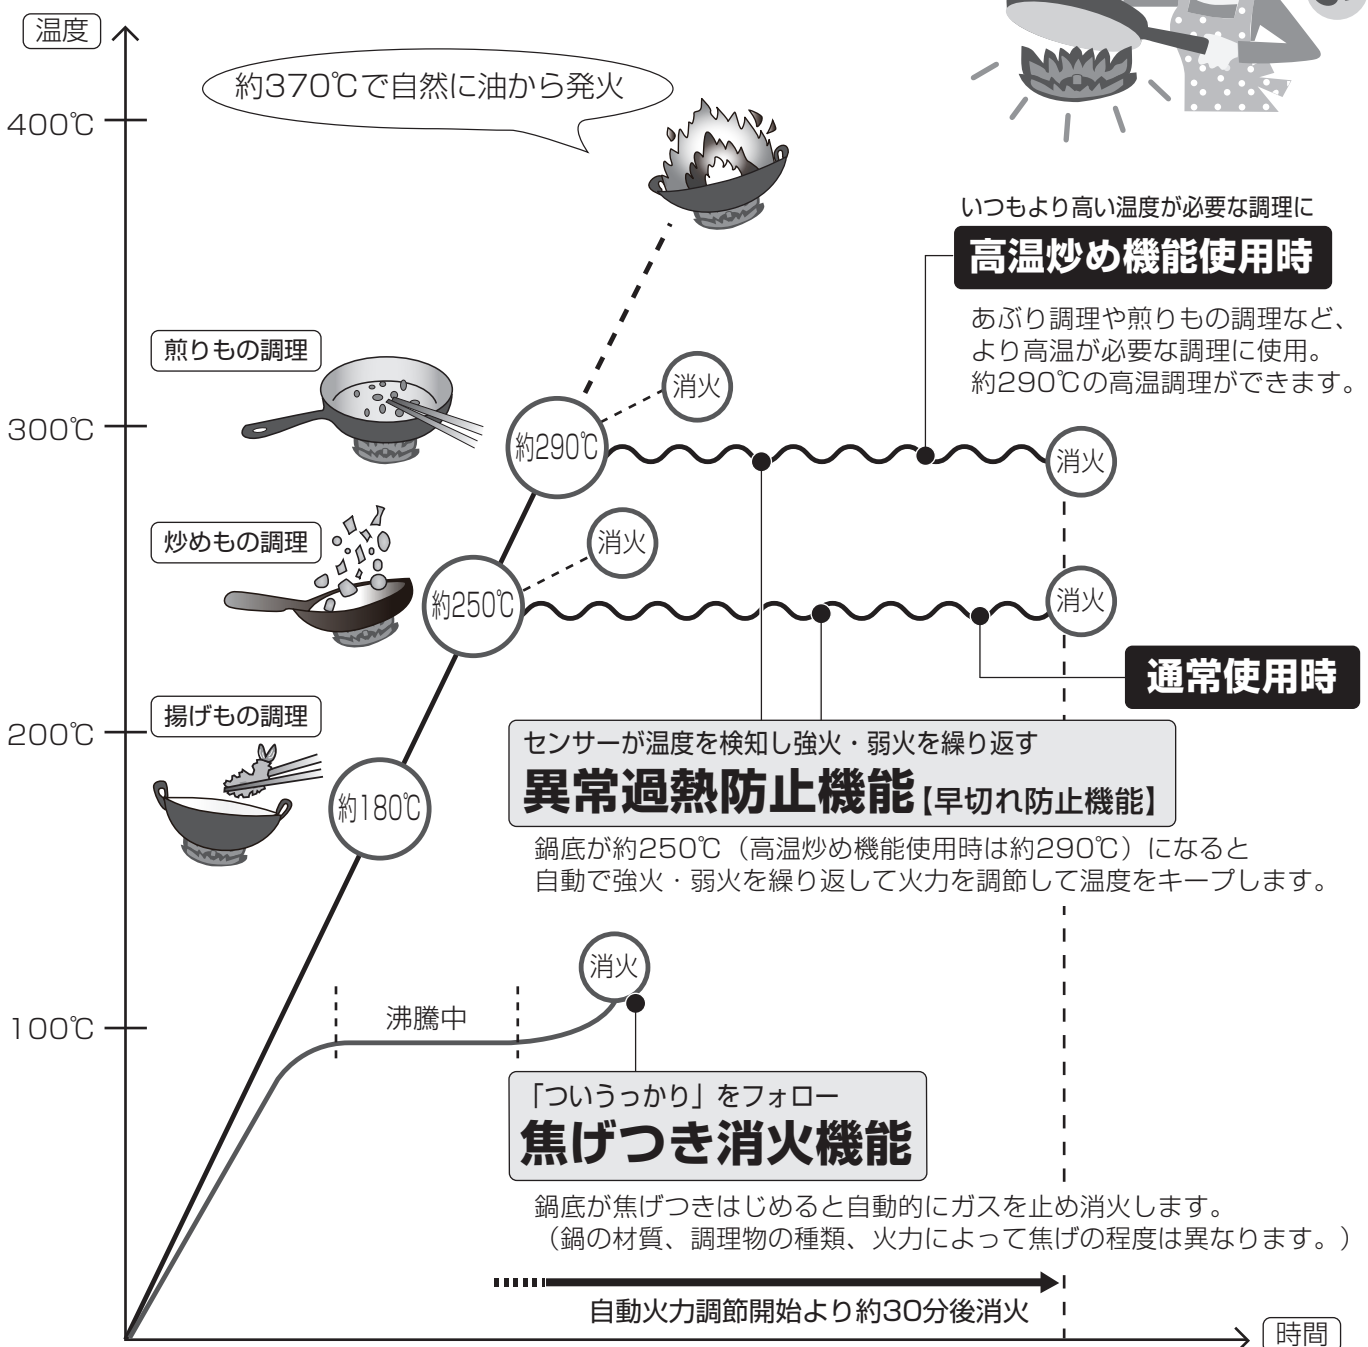 温度
約370℃で自然に油から発火
400℃
いつもより高い温度が必要な調理に
高温炒め機能使用時
あぶり調理や煎りもの調理など、
より高温が必要な調理に使用。
約290℃の高温調理ができます。
煎りもの調理
消火
300℃
約290℃
消火
炒めもの調理
消火
約250℃
消火
通常使用時
揚げもの調理
200℃
約180℃
センサーが温度を検知し強火・弱火を繰り返す
異常過熱防止機能【早切れ防止機能】
鍋底が約250℃（高温炒め機能使用時は約290℃）になると
自動で強火・弱火を繰り返して火力を調節して温度をキープします。
消火
沸騰中
100℃
「ついうっかり」をフォロー
焦げつき消火機能
鍋底が焦げつきはじめると自動的にガスを止め消火します。
（鍋の材質、調理物の種類、火力によって焦げの程度は異なります。）
自動火力調節開始より約30分後消火
時間